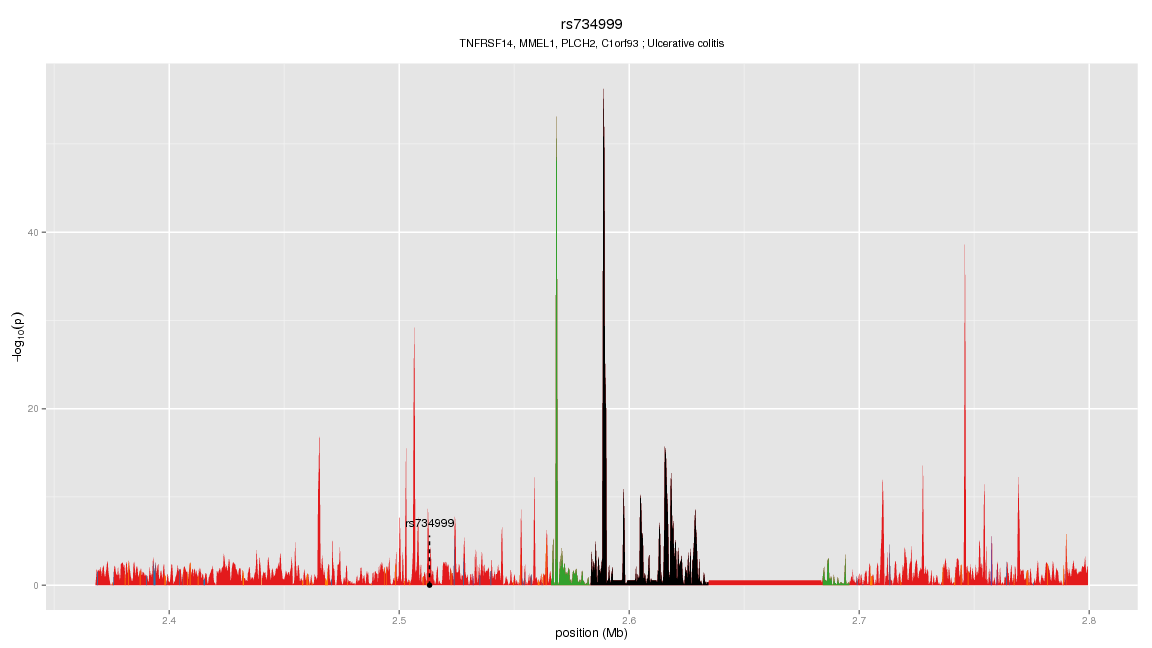 rs734999
TNFRSF14, MMEL1, PLCH2, C1orf93 ; Ulcerative colitis
40
20
0
-log10(p)
rs734999
2.4 2.5 2.6 2.7 2.8
position (Mb)